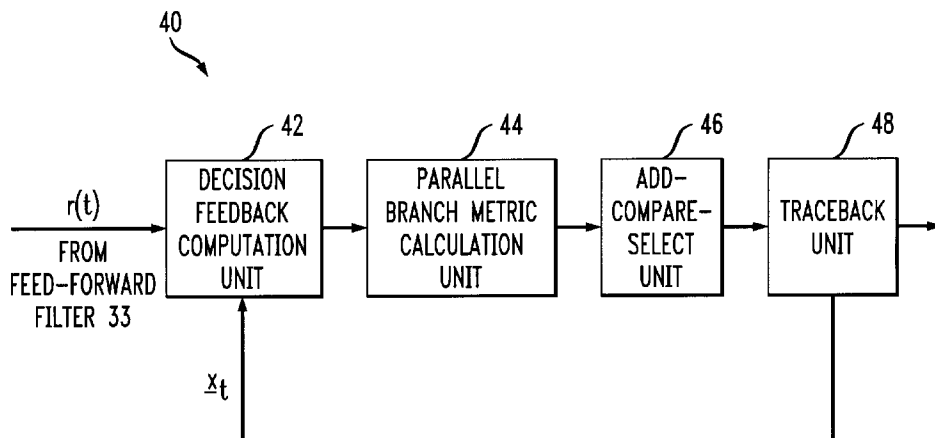 40
42
44
46
48
r(t)
FROM
FEED-FORWARD
FILTER 33
DECISION
FEEDBACK
COMPUTATION
UNIT
PARALLEL
BRANCH METRIC
CALCULATION
UNIT
ADD-
COMPARE-
SELECT
UNIT
TRACEBACK
UNIT
x_t